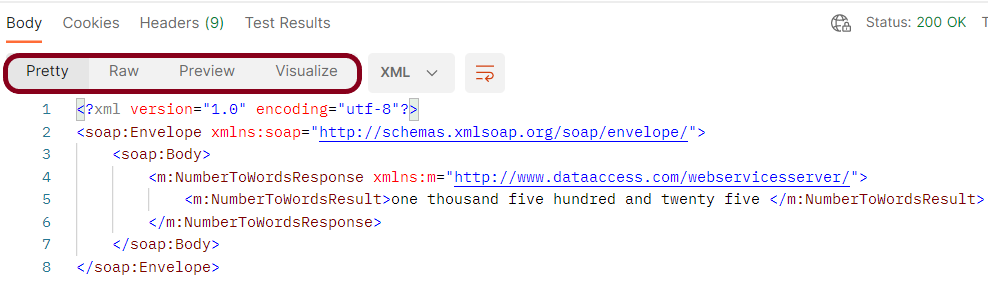 Body Cookies Headers (9) Test Results Status: 200 OK
Pretty Raw Preview Visualize XML
1 <?xml version="1.0" encoding="utf-8"?>
2 <soap:Envelope xmlns:soap="http://schemas.xmlsoap.org/soap/envelope/">
3 <soap:Body>
4 <m:NumberToWordsResponse xmlns:m="http://www.dataaccess.com/webservicesserver/">
5 <m:NumberToWordsResult>one thousand five hundred and twenty five </m:NumberToWordsResult>
6 </m:NumberToWordsResponse>
7 </soap:Body>
8 </soap:Envelope>